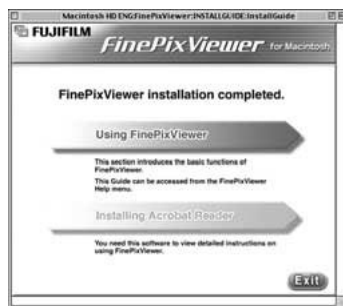 Macintosh HD ENG:FinePixViewer:INSTALLGUIDE:InstallGuide
FUJIFILM
FinePixViewer for Macintosh
FinePixViewer installation completed.
Using FinePixViewer
This section introduces the basic functions of
FinePixViewer.
This Guide can be accessed from the FinePixViewer
Help menu.
Installing Acrobat Reader
You need this software to view detailed instructions on
using FinePixViewer.
Exit